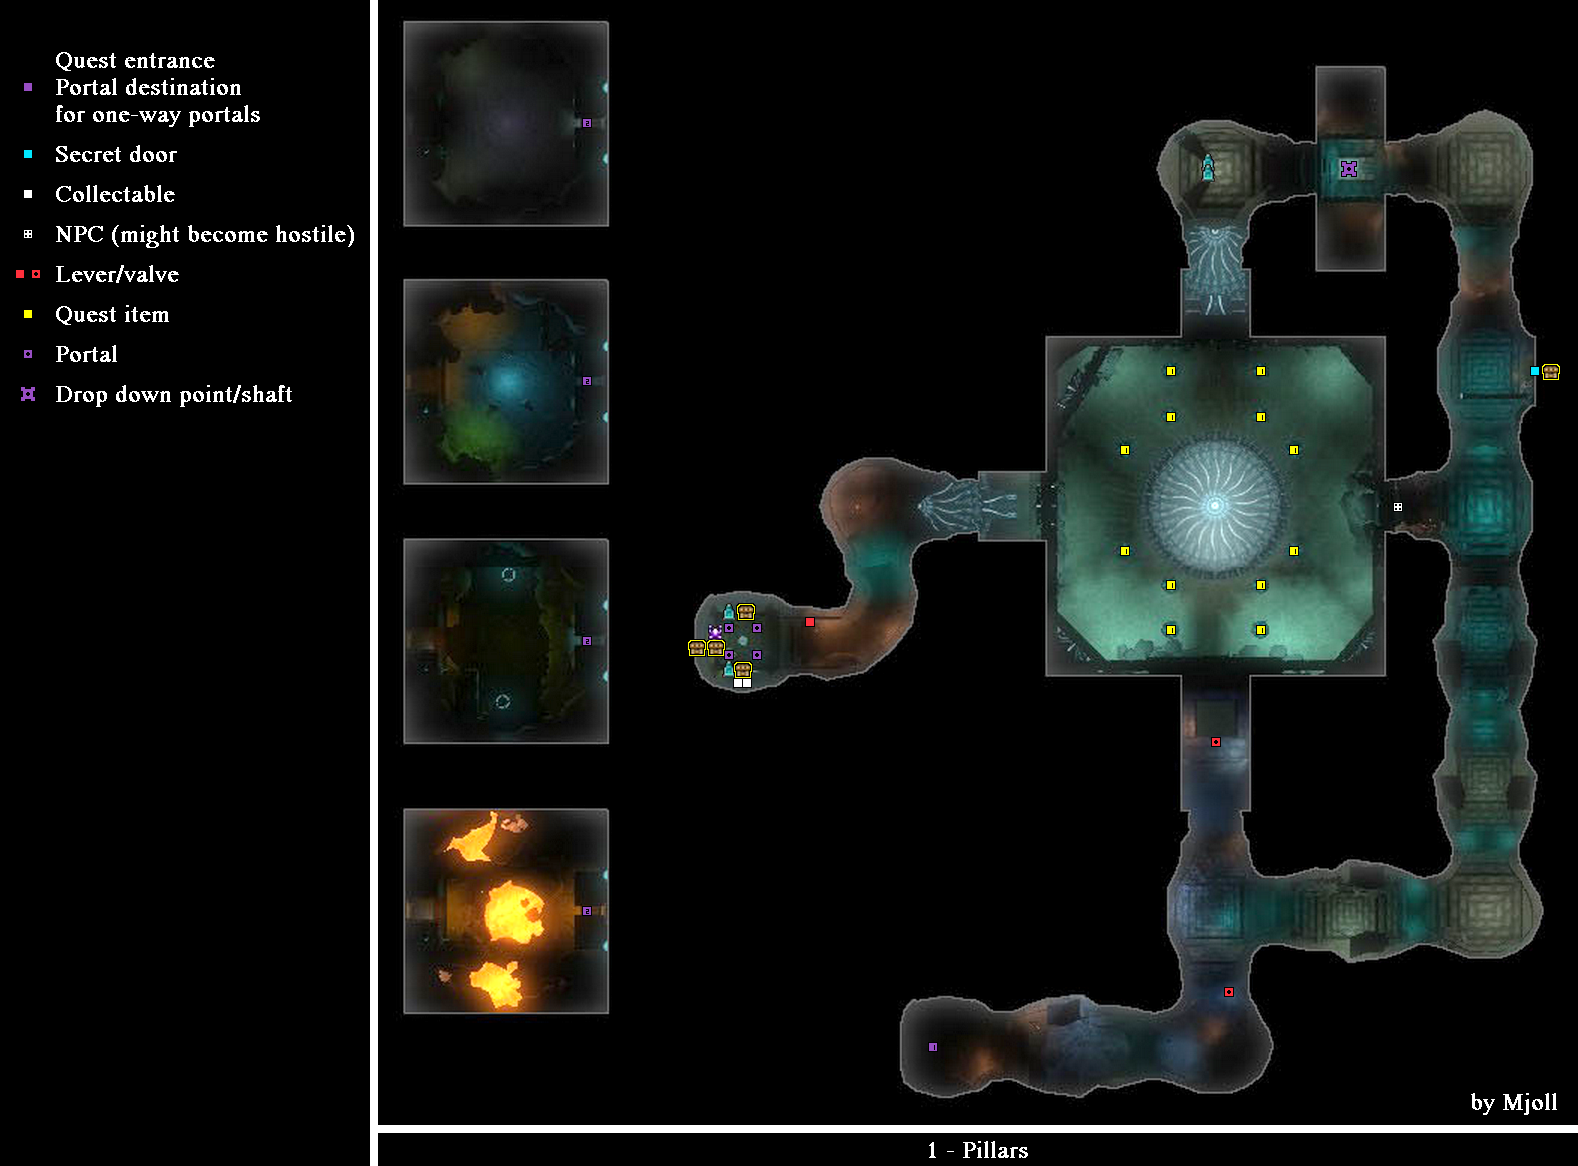 Quest entrance
Portal destination
for one-way portals
Secret door
Collectable
NPC (might become hostile)
Lever/valve
Quest item
Portal
Drop down point/shaft
by Mjoll
1 - Pillars